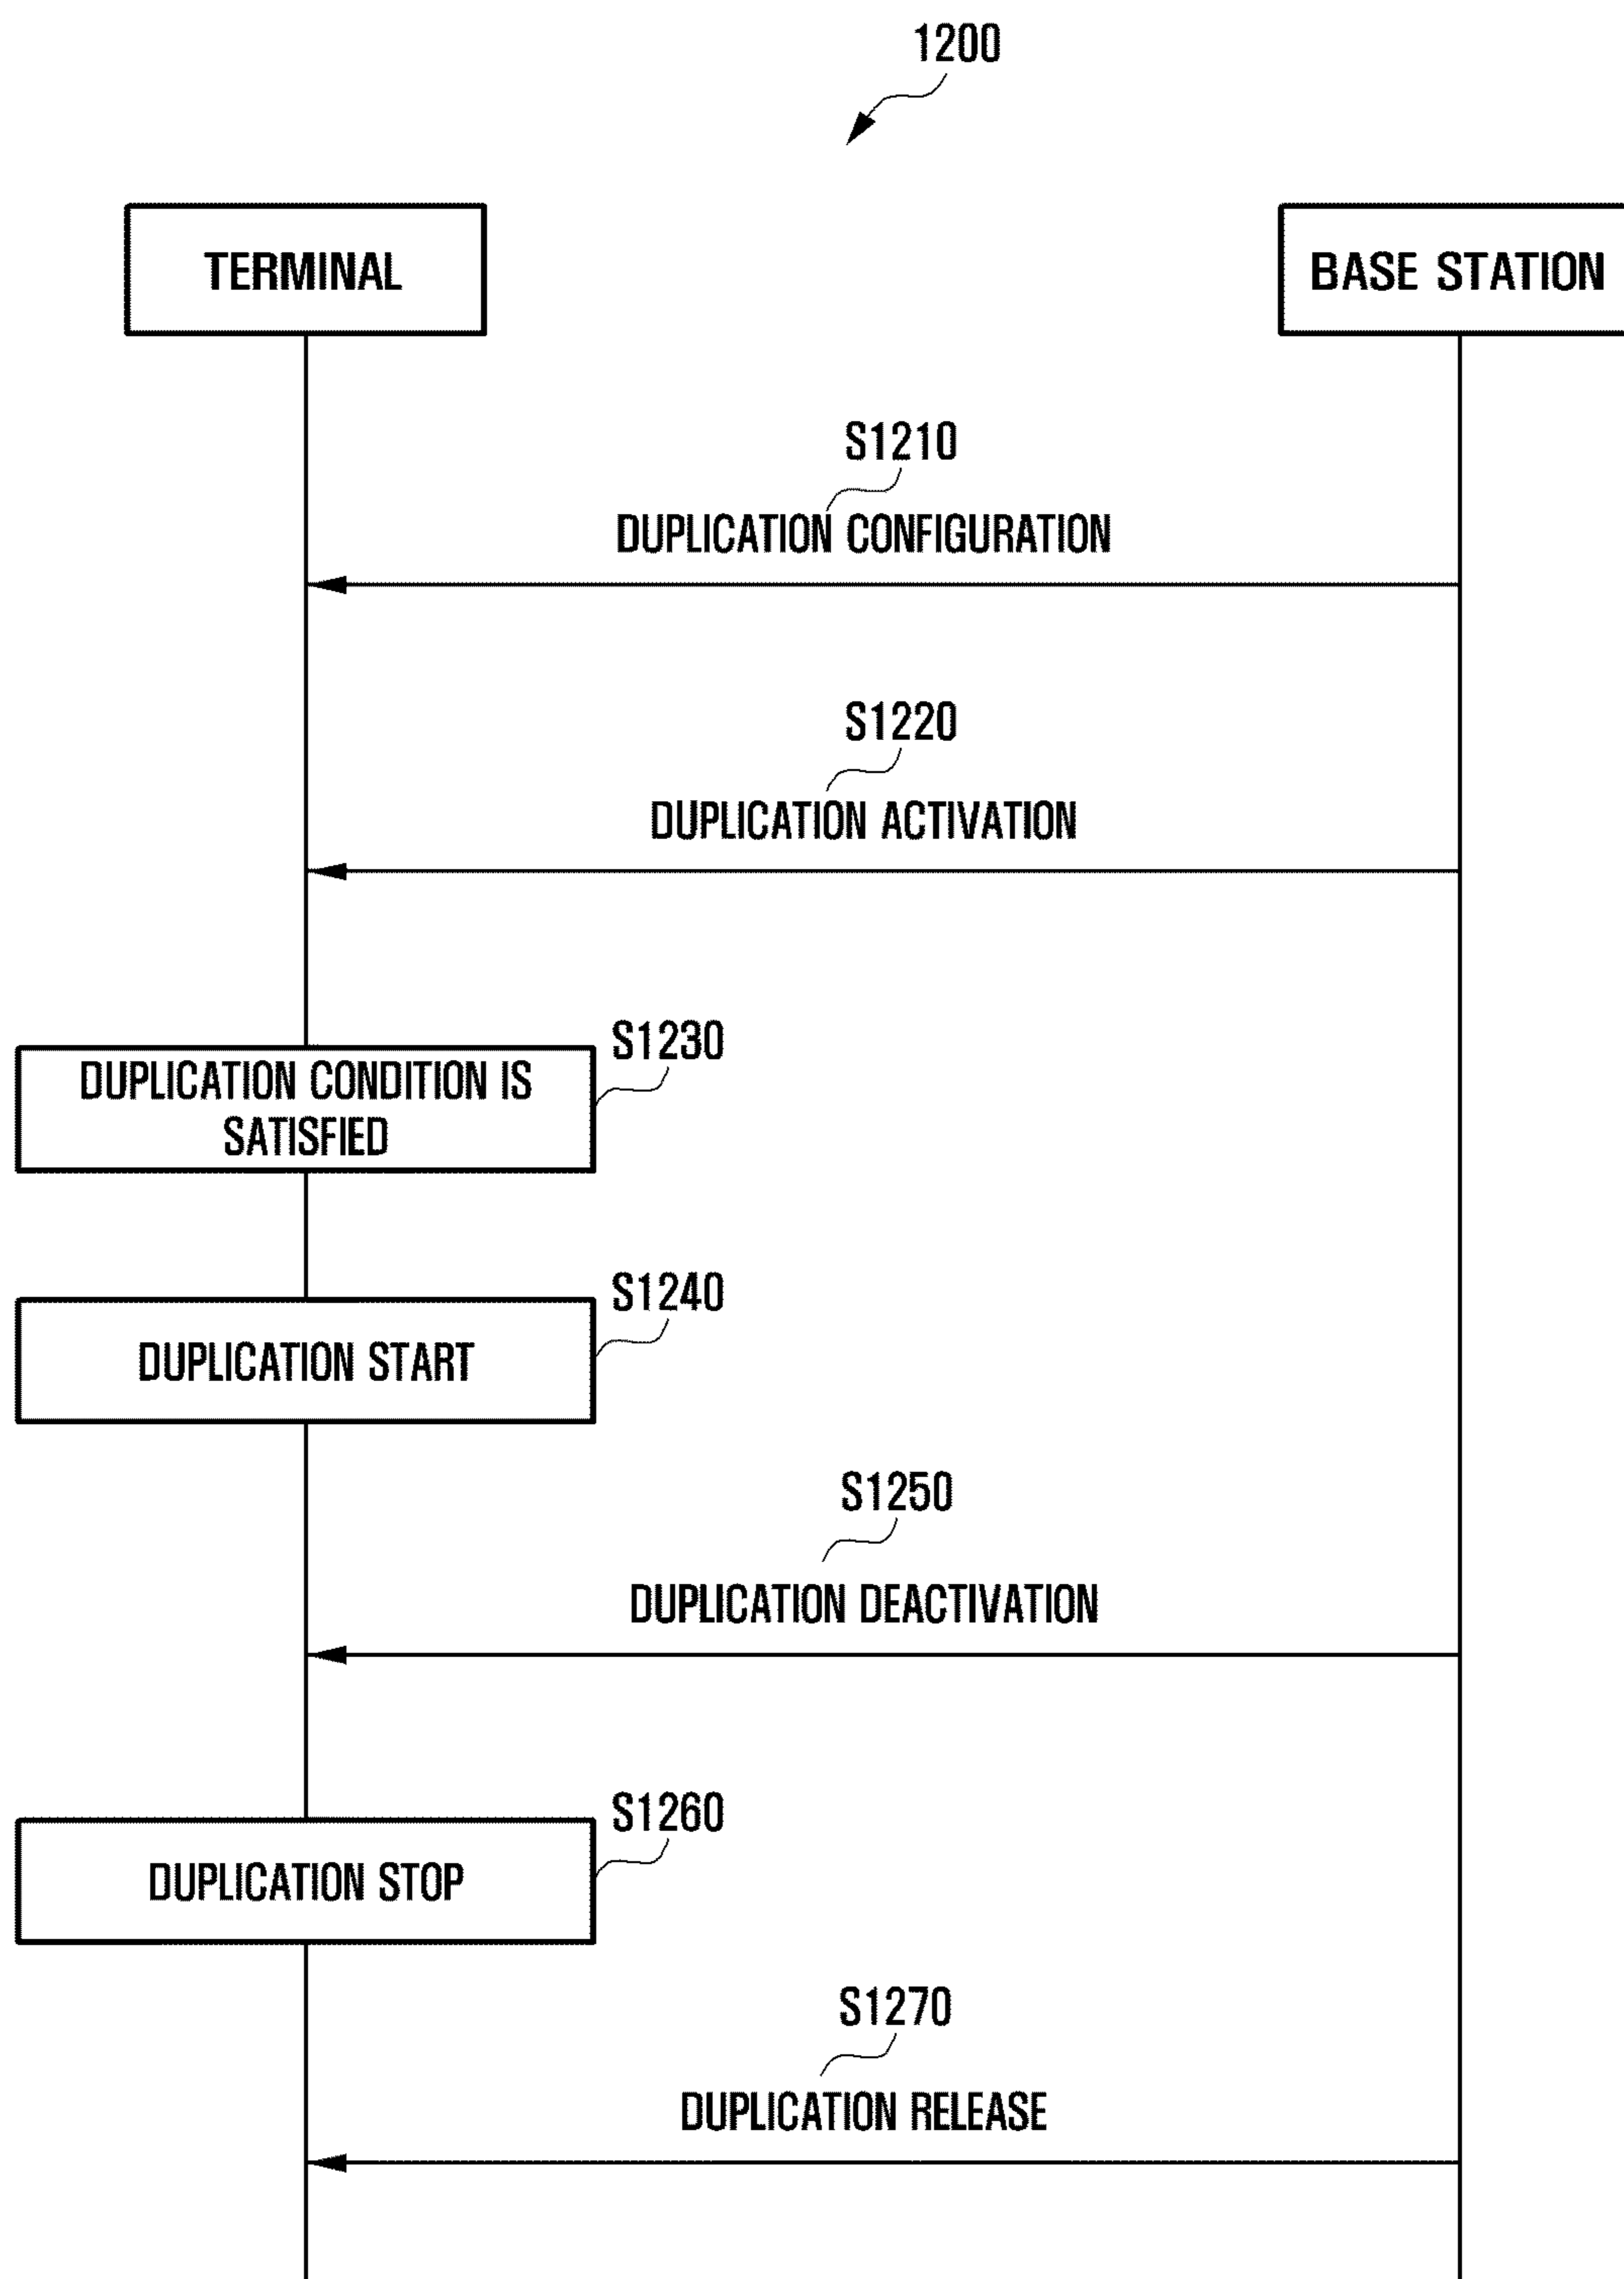 1200
TERMINAL
BASE STATION
S1210
DUPLICATION CONFIGURATION
S1220
DUPLICATION ACTIVATION
S1230
DUPLICATION CONDITION IS
SATISFIED
S1240
DUPLICATION START
S1250
DUPLICATION DEACTIVATION
S1260
DUPLICATION STOP
S1270
DUPLICATION RELEASE